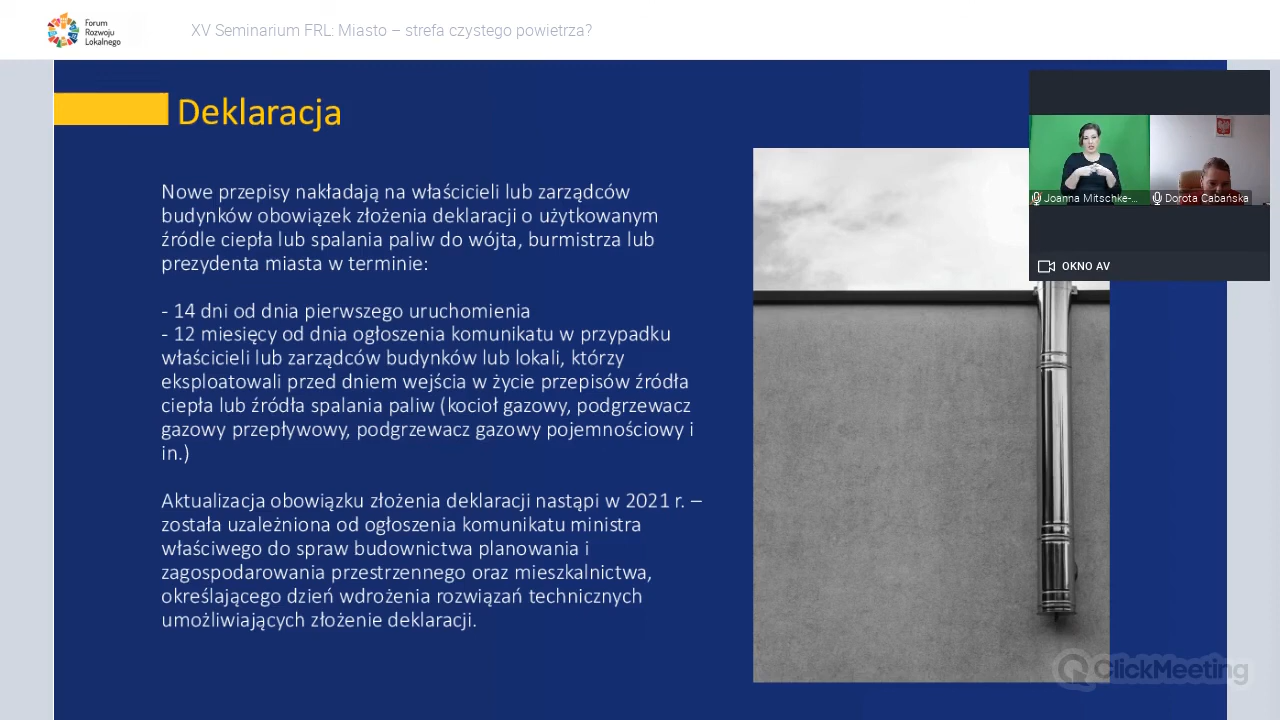 Forum
Rozwoju
Lokalnego
XV Seminarium FRL: Miasto – strefa czystego powietrza?
Deklaracja
Nowe przepisy nakładają na właścicieli lub zarządców
budynków obowiązek złożenia deklaracji o użytkowanym
źródle ciepła lub spalania paliw do wójta, burmistrza lub
prezydenta miasta w terminie:
- 14 dni od dnia pierwszego uruchomienia
- 12 miesięcy od dnia ogłoszenia komunikatu w przypadku
właścicieli lub zarządców budynków lub lokali, którzy
eksploatowali przed dniem wejścia w życie przepisów źródła
ciepła lub źródła spalania paliw (kocioł gazowy, podgrzewacz
gazowy przepływowy, podgrzewacz gazowy pojemnościowy i
in.)
Aktualizacja obowiązku złożenia deklaracji nastąpi w 2021 r. –
została uzależniona od ogłoszenia komunikatu ministra
właściwego do spraw budownictwa planowania i
zagospodarowania przestrzennego oraz mieszkalnictwa,
określającego dzień wdrożenia rozwiązań technicznych
umożliwiających złożenie deklaracji.
Joanna Mitschke-...
Dorota Cabańska
OKNO AV
ClickMeeting